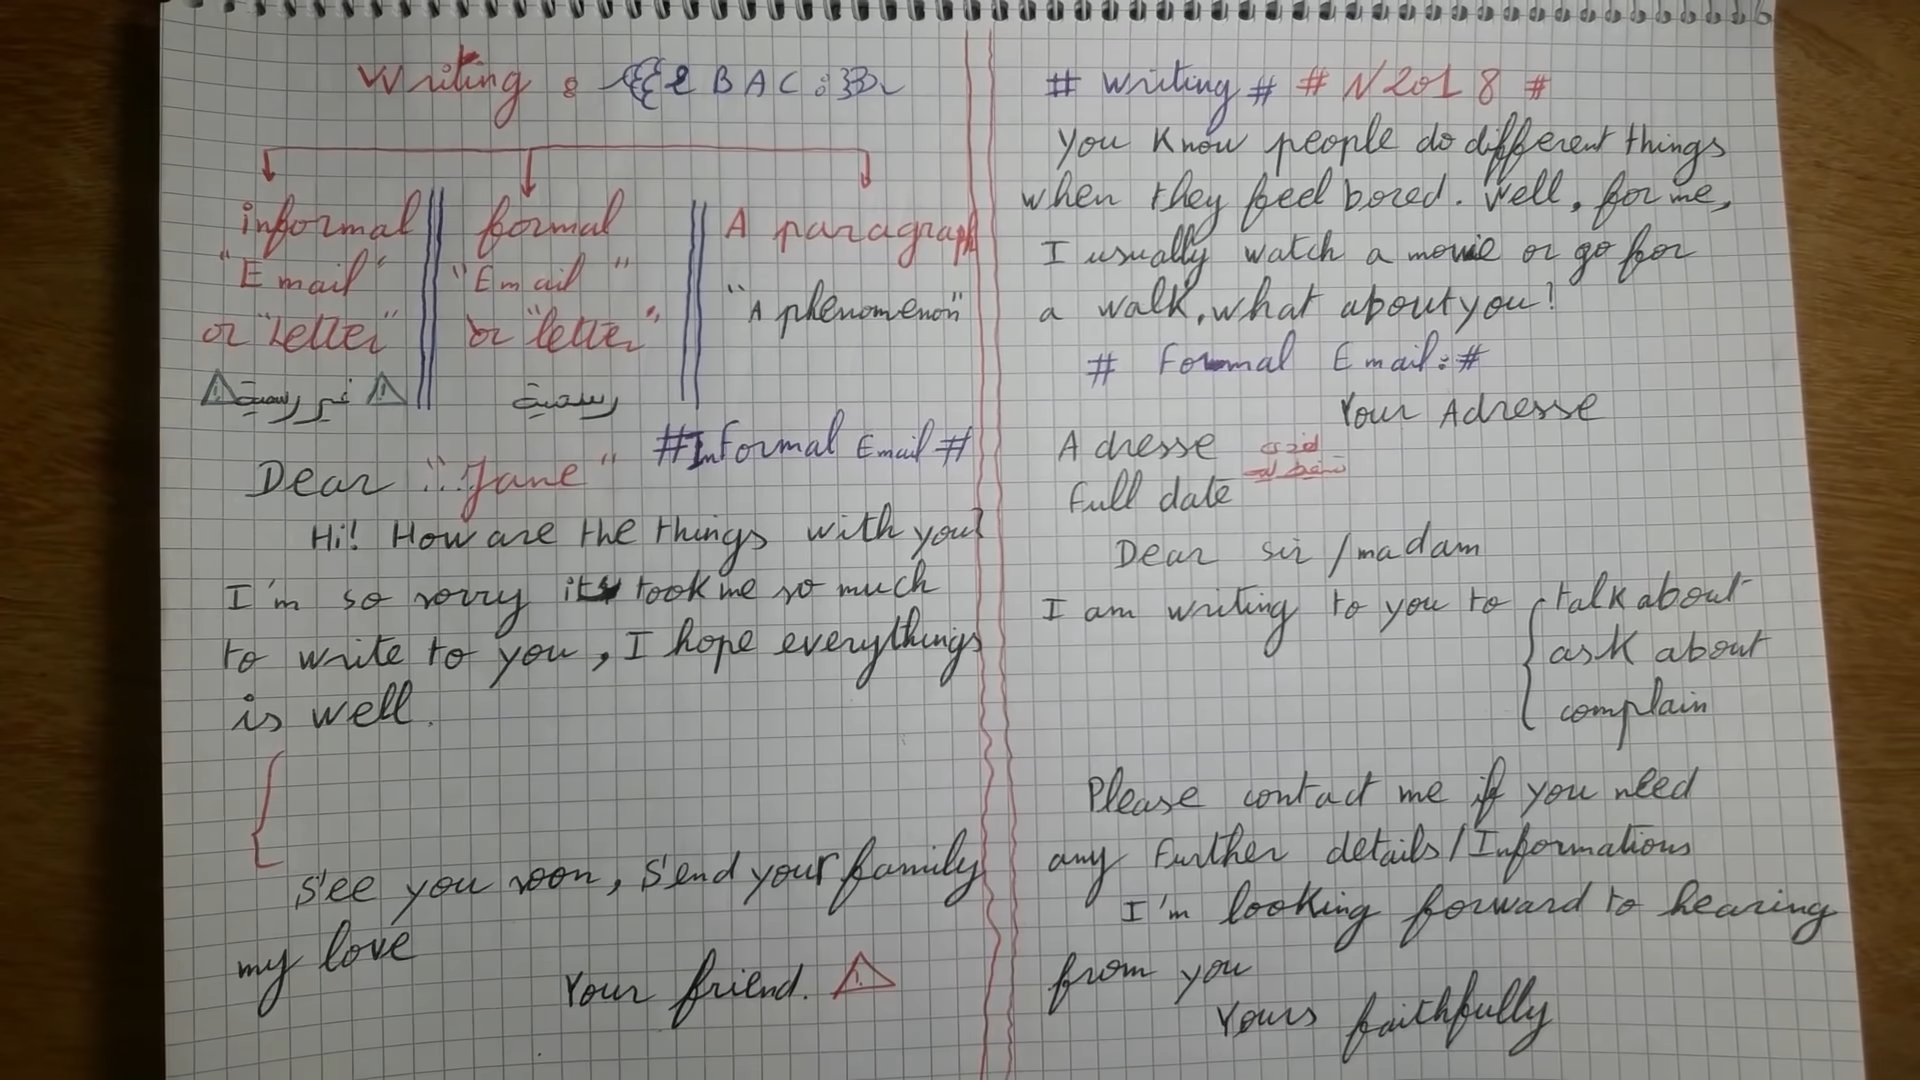 Writing : 2 BAC :
informal
"Email"
or "Letter"
غير رسمية
formal
"Email"
or "letter"
رسمية
A paragraph
"A phenomenon"
#Informal Email #
Dear "Jane"
Hi! How are the things with you?
I'm so sorry it took me so much
to write to you, I hope everythings
is well.
See you soon, Send your family
my love
Your friend.
# Writing # # N2018 #
You Know people do different things
when they feel bored. Well, for me,
I usually watch a movie or go for
a walk, what about you?
# Formal Email: #
Your Adresse
Adresse
Full date
Dear sir / madam
I am writing to you to talk about
ask about
complain
Please contact me if you need
any Further details / Informations
I'm looking forward to hearing
from you
Yours faithfully